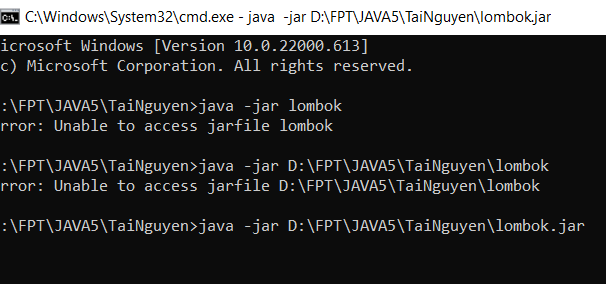 C:\Windows\System32\cmd.exe - java  -jar D:\FPT\JAVA5\TaiNguyen\lombok.jar
icrosoft Windows [Version 10.0.22000.613]
c) Microsoft Corporation. All rights reserved.
:\FPT\JAVA5\TaiNguyen>java -jar lombok
rror: Unable to access jarfile lombok
:\FPT\JAVA5\TaiNguyen>java -jar D:\FPT\JAVA5\TaiNguyen\lombok
rror: Unable to access jarfile D:\FPT\JAVA5\TaiNguyen\lombok
:\FPT\JAVA5\TaiNguyen>java -jar D:\FPT\JAVA5\TaiNguyen\lombok.jar